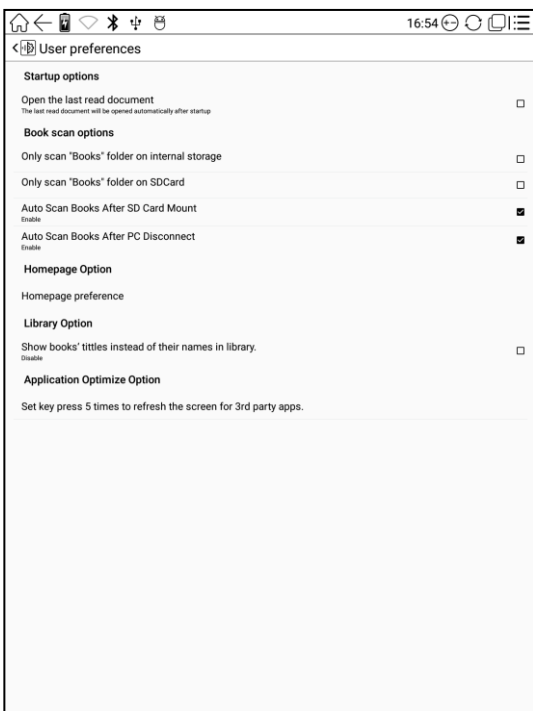 16:54
User preferences
Startup options
Open the last read document
The last read document will be opened automatically after startup
Book scan options
Only scan "Books" folder on internal storage
Only scan "Books" folder on SDCard
Auto Scan Books After SD Card Mount
Enable
Auto Scan Books After PC Disconnect
Enable
Homepage Option
Homepage preference
Library Option
Show books' tittles instead of their names in library.
Disable
Application Optimize Option
Set key press 5 times to refresh the screen for 3rd party apps.